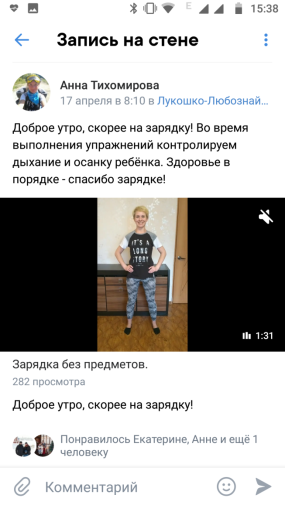 E
15:38
Запись на стене
Анна Тихомирова
17 апреля в 8:10 в Лукошко-Любознай...
Доброе утро, скорее на зарядку! Во время
выполнения упражнений контролируем
дыхание и осанку ребёнка. Здоровье в
порядке - спасибо зарядке!
IT'S A
LONG
STORY
1:31
Зарядка без предметов.
282 просмотра
Доброе утро, скорее на зарядку!
Понравилось Екатерине, Анне и ещё 1
человеку
Комментарий